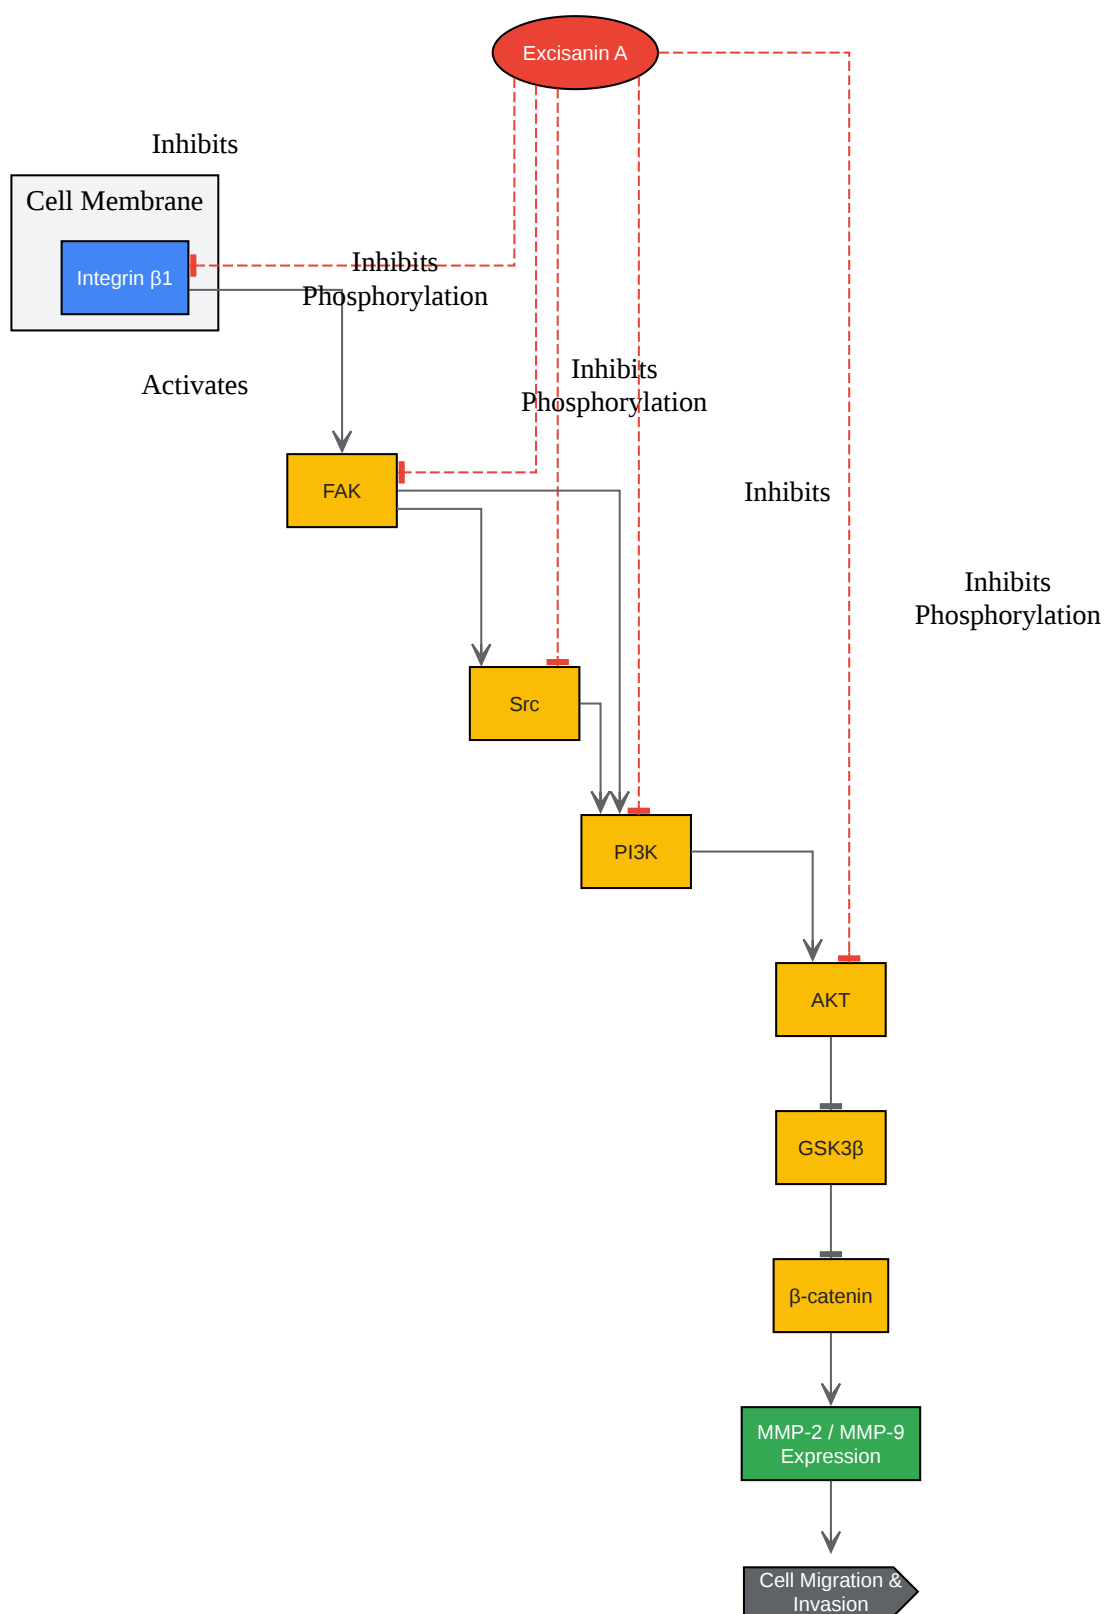 Excisanin A
Inhibits
Cell Membrane
Integrin β1
Inhibits
Phosphorylation
Inhibits
Phosphorylation
Activates
FAK
Inhibits
Inhibits
Phosphorylation
Src
PI3K
AKT
GSK3β
β-catenin
MMP-2 / MMP-9
Expression
Cell Migration &
Invasion